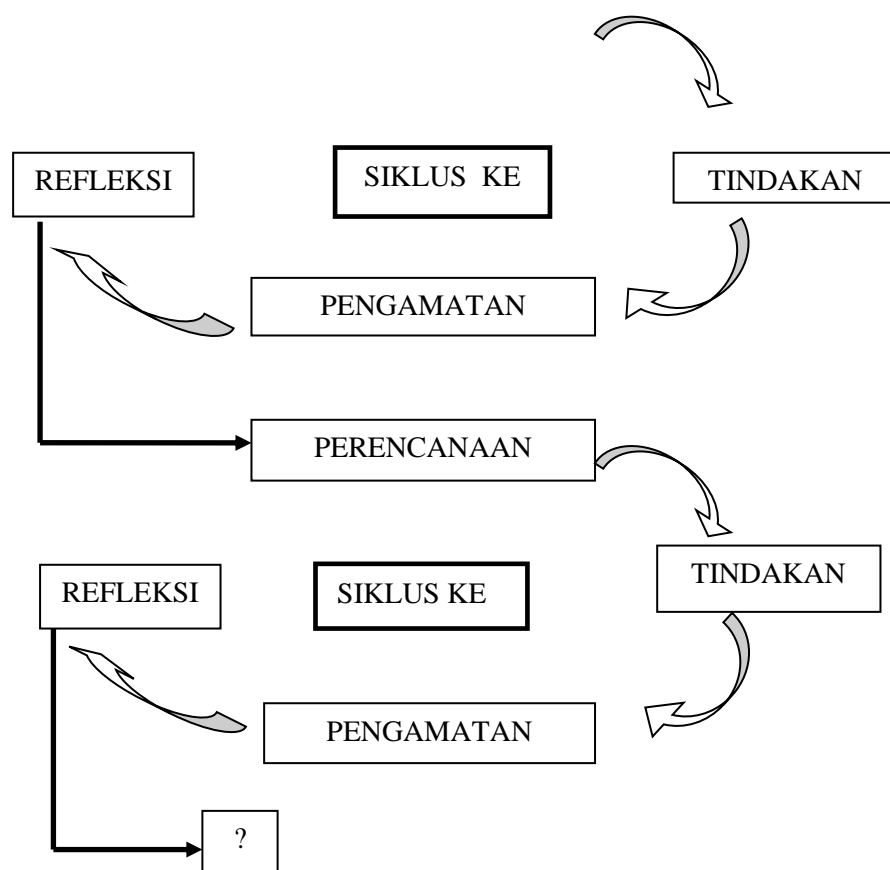 REFLEKSI
SIKLUS KE
TINDAKAN
PENGAMATAN
PERENCANAAN
TINDAKAN
REFLEKSI
SIKLUS KE
PENGAMATAN
?